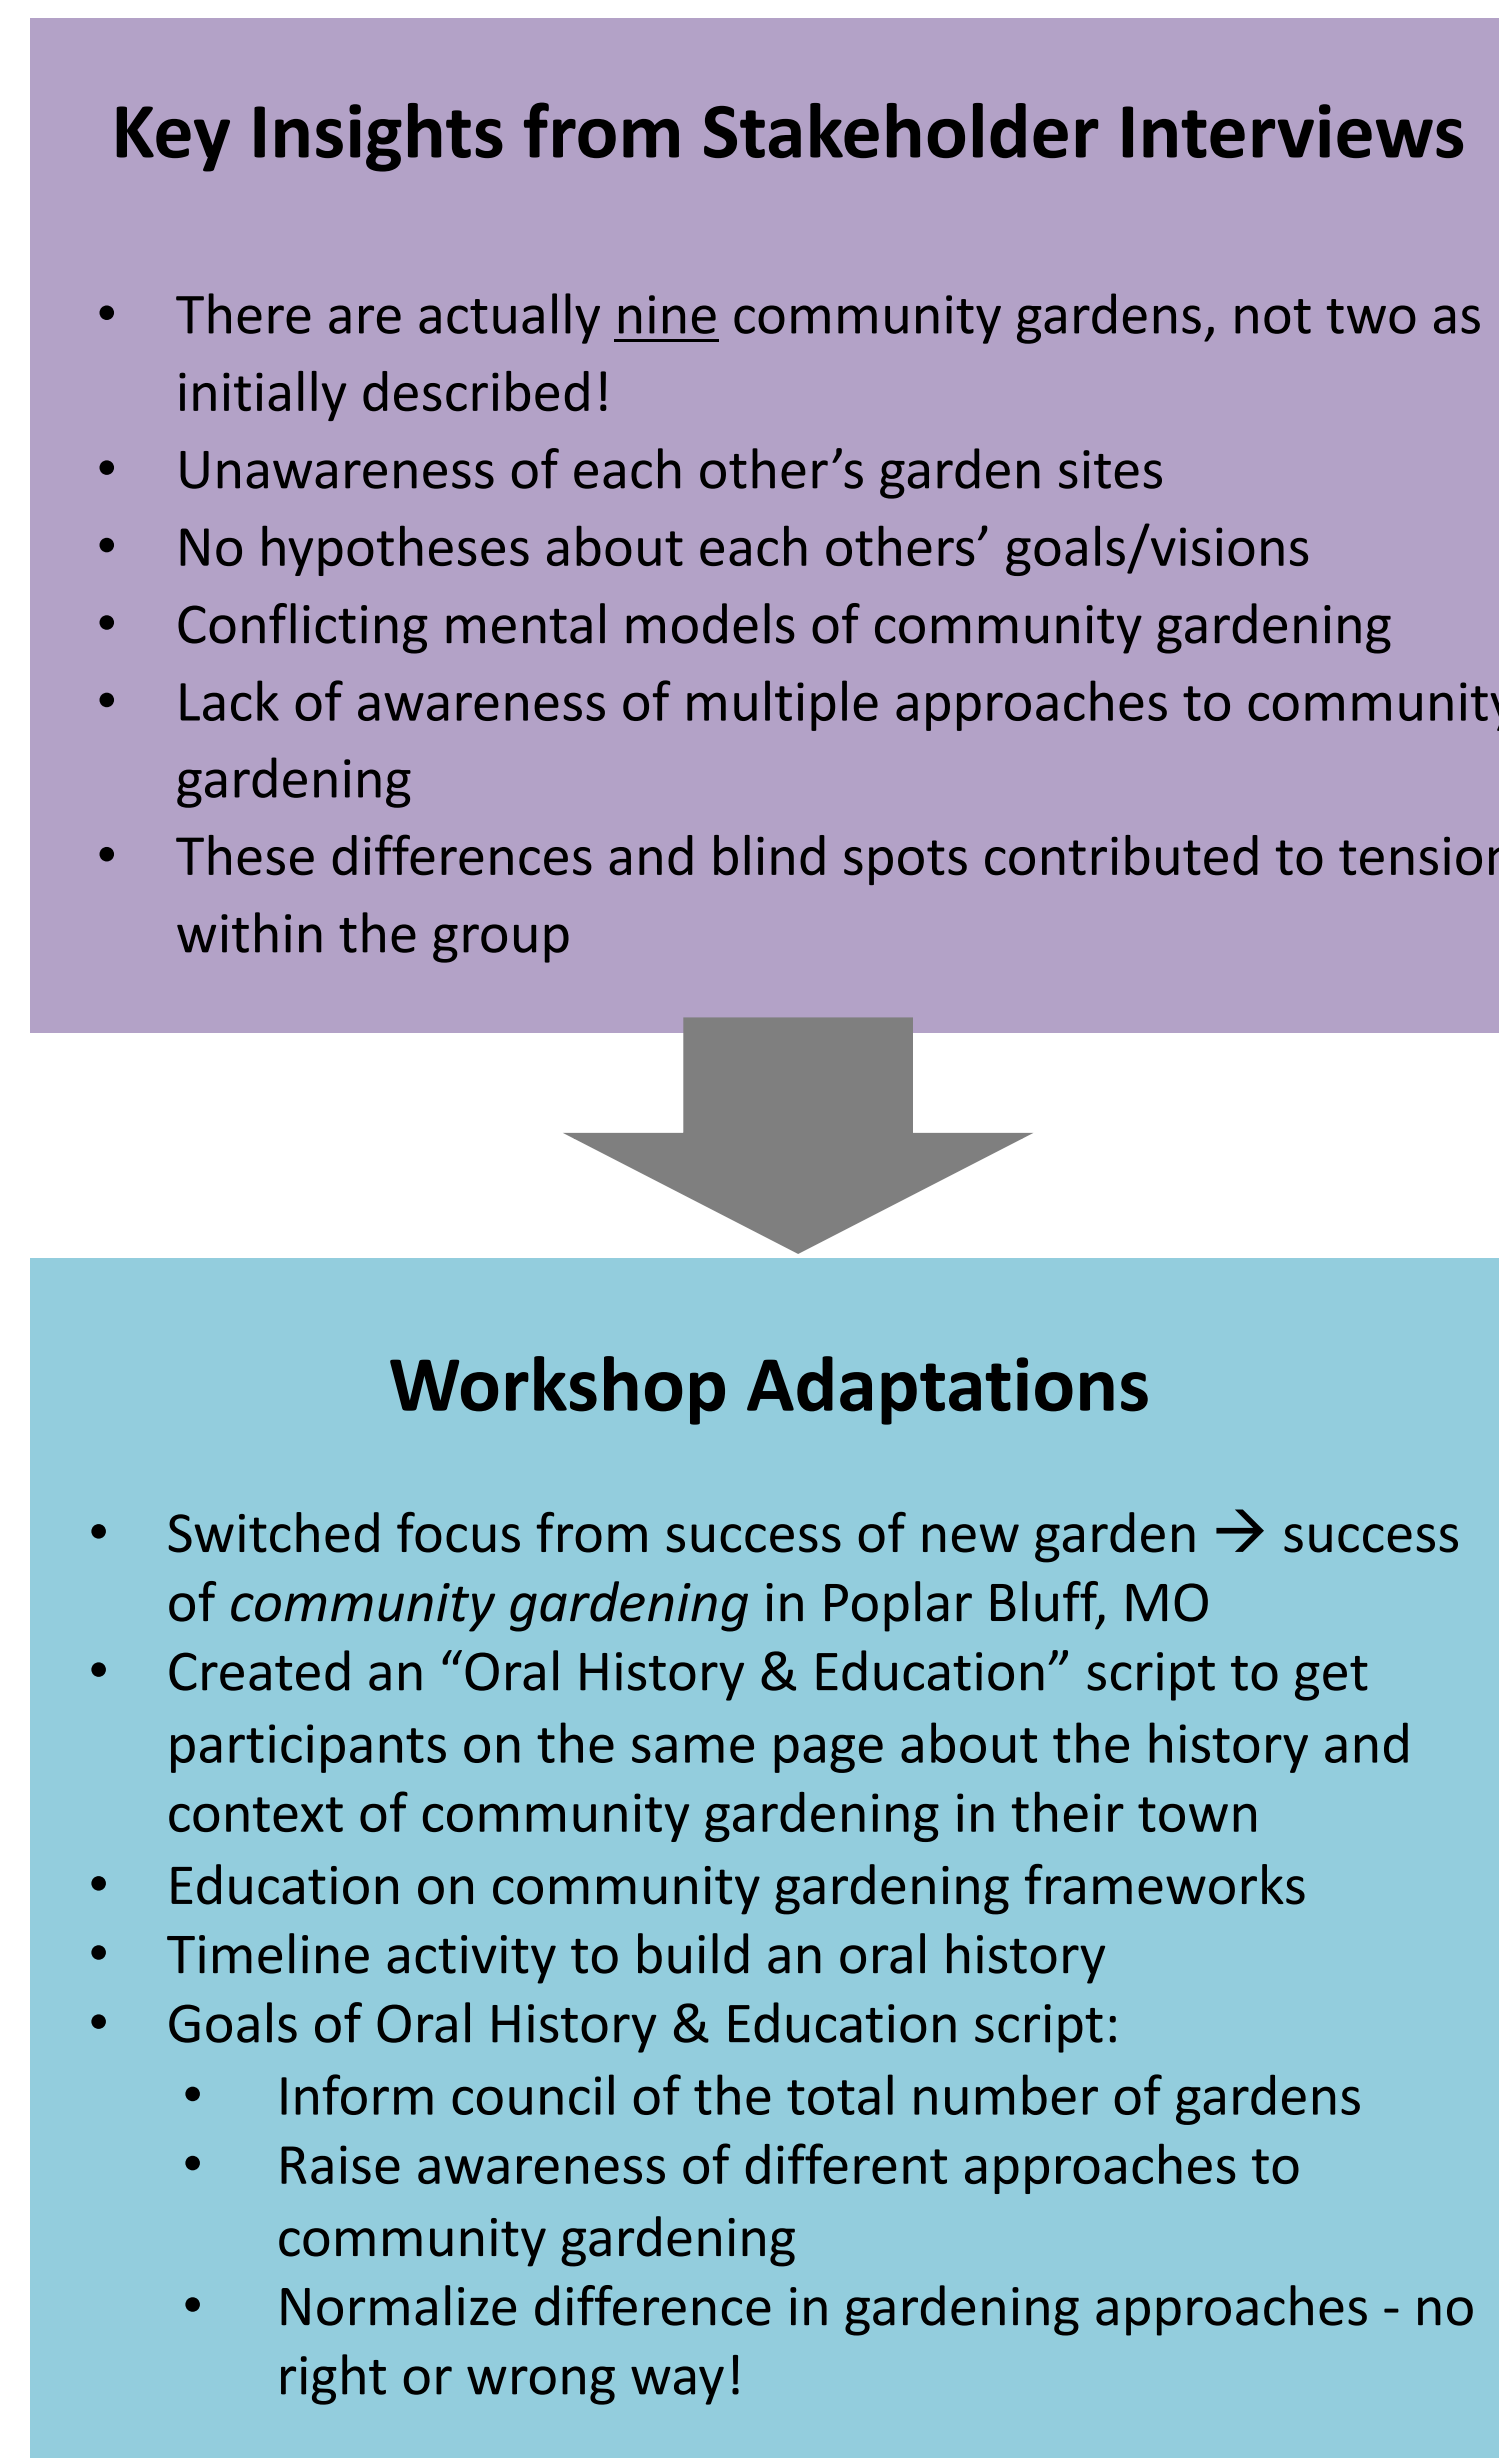 Key Insights from Stakeholder Interviews
• There are actually nine community gardens, not two as
initially described!
• Unawareness of each other’s garden sites
• No hypotheses about each others’ goals/visions
• Conflicting mental models of community gardening
• Lack of awareness of multiple approaches to community
gardening
• These differences and blind spots contributed to tension
within the group
Workshop Adaptations
• Switched focus from success of new garden → success
of community gardening in Poplar Bluff, MO
• Created an “Oral History & Education” script to get
participants on the same page about the history and
context of community gardening in their town
• Education on community gardening frameworks
• Timeline activity to build an oral history
• Goals of Oral History & Education script:
• Inform council of the total number of gardens
• Raise awareness of different approaches to
community gardening
• Normalize difference in gardening approaches - no
right or wrong way!